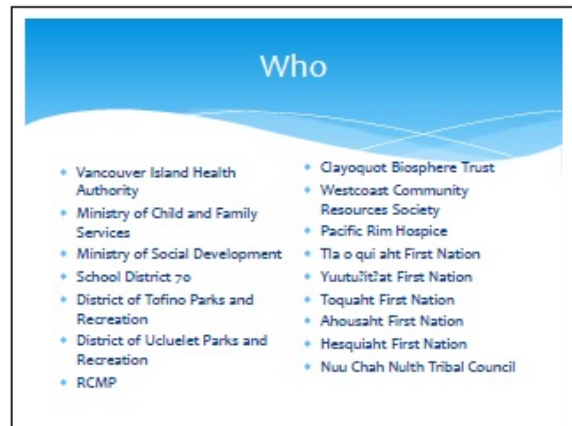 Who
Vancouver Island Health
Authority
Ministry of Child and Family
Services
Ministry of Social Development
School District 70
District of Tofino Parks and
Recreation
District of Ucluelet Parks and
Recreation
RCMP
Clayoquot Biosphere Trust
Westcoast Community
Resources Society
Pacific Rim Hospice
Tla o qui aht First Nation
Yuutuʔitʔat First Nation
Toquaht First Nation
Ahousaht First Nation
Hesquiaht First Nation
Nuu Chah Nulth Tribal Council